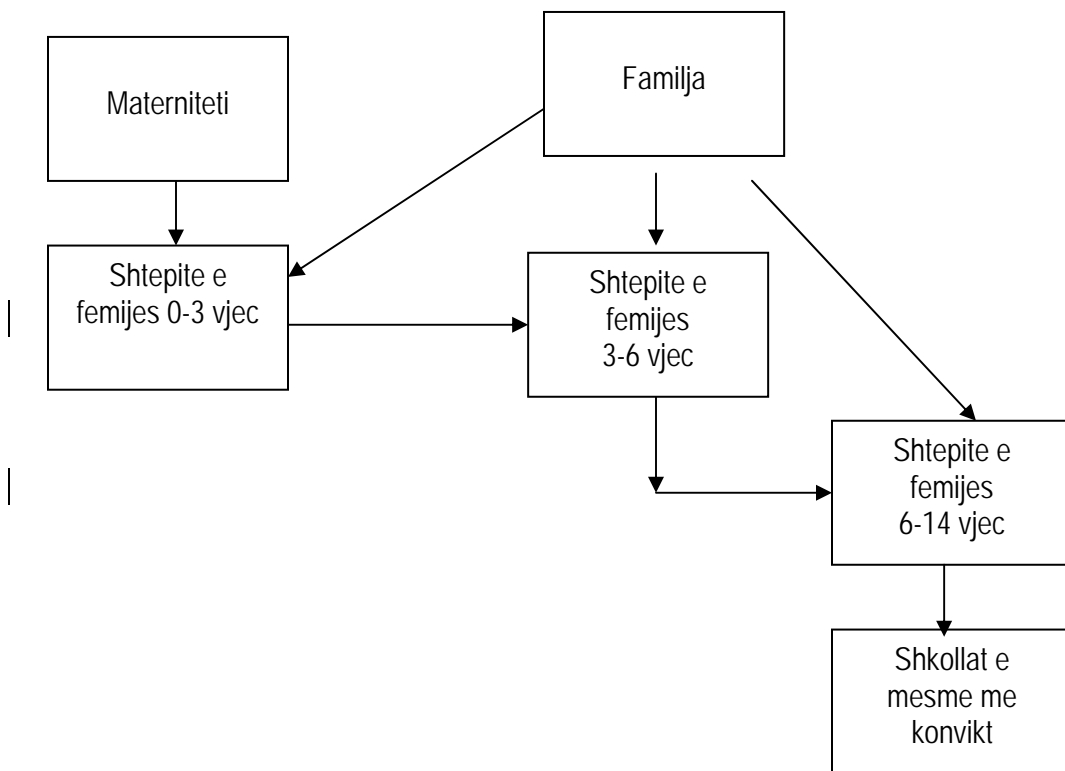 Materniteti
Familja
Shtepite e
femijes 0-3 vjec
Shtepite e
femijes
3-6 vjec
Shtepite e
femijes
6-14 vjec
Shkollat e
mesme me
konvikt